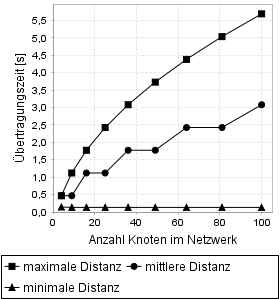 Übertragungszeit [s]
5,5
5,0
4,5
4,0
3,5
3,0
2,5
2,0
1,5
1,0
0,5
0,0
0 20 40 60 80 100
Anzahl Knoten im Netzwerk
maximale Distanz mittlere Distanz
minimale Distanz